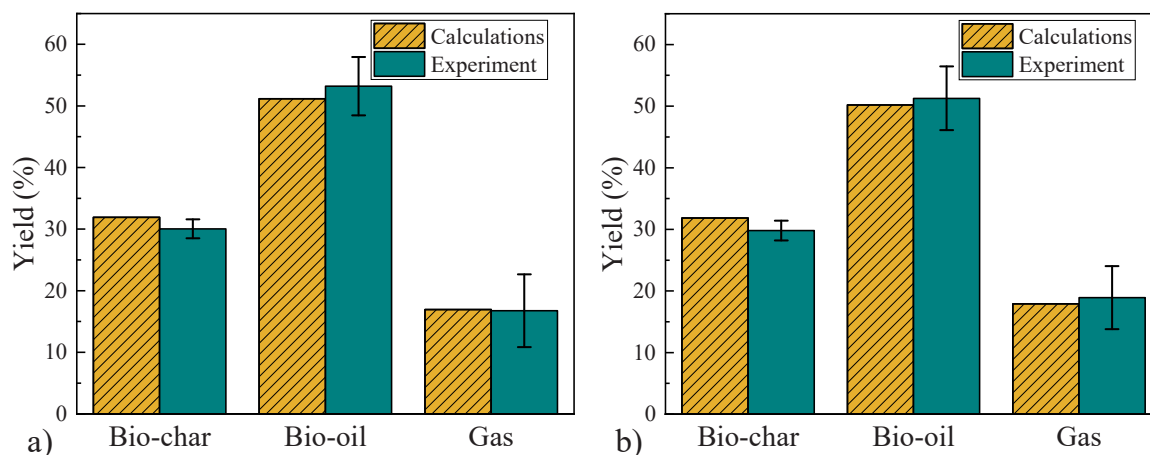 60
50
40
30
20
10
0
Yield (%)
Calculations
Experiment
Bio-char
Bio-oil
Gas
a)
60
50
40
30
20
10
0
Yield (%)
Calculations
Experiment
Bio-char
Bio-oil
Gas
b)